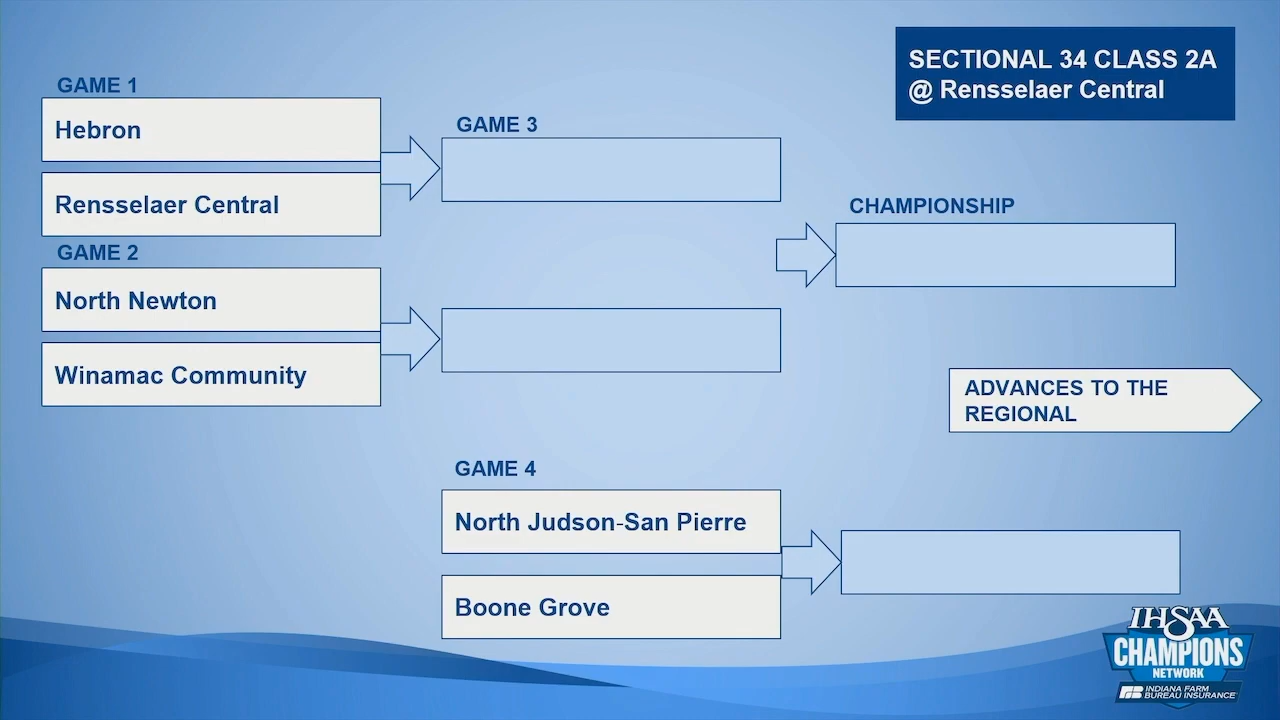 SECTIONAL 34 CLASS 2A
@ Rensselaer Central
GAME 1
Hebron
Rensselaer Central
GAME 2
North Newton
Winamac Community
GAME 3
CHAMPIONSHIP
ADVANCES TO THE
REGIONAL
GAME 4
North Judson-San Pierre
Boone Grove
IHSAA
CHAMPIONS
NETWORK
INDIANA FARM
BUREAU INSURANCE